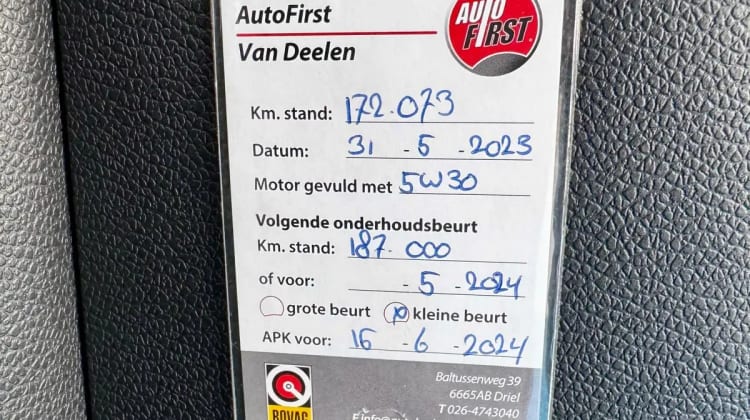 AutoFirst
AUTO
FIRST.
Van Deelen
Km. stand: 172.073
Datum: 31 - 5 - 2023
Motor gevuld met 5W30
Volgende onderhoudsbeurt
Km. stand: 187.000
of voor: - 5 - 2024
grote beurt kleine beurt
APK voor: 16 - 6 - 2024
Baltussenweg 39
6665AB Driel
T 026-4743040
BOVAG